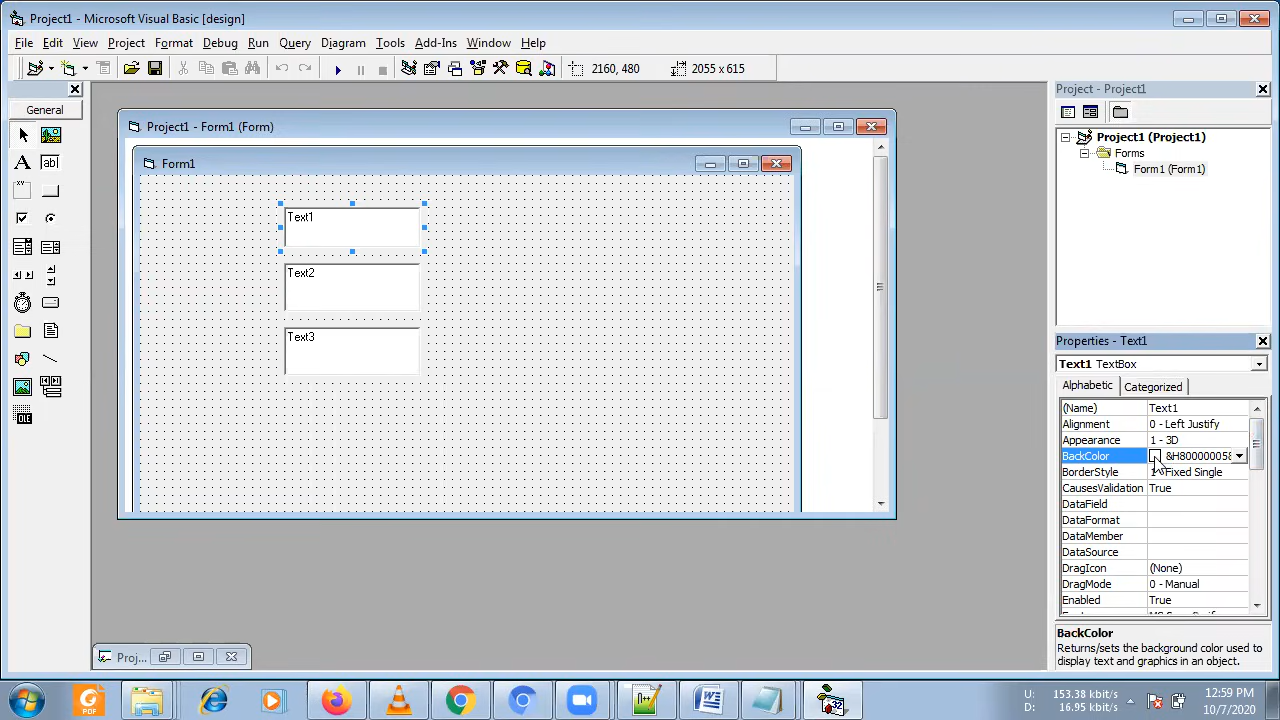 Project1 - Microsoft Visual Basic [design]
File Edit View Project Format Debug Run Query Diagram Tools Add-Ins Window Help
2160, 480 2055 x 615
General
Project1 - Form1 (Form)
Form1
Text1
Text2
Text3
Proj...
Project - Project1
Project1 (Project1)
Forms
Form1 (Form1)
Properties - Text1
Text1 TextBox
Alphabetic Categorized
(Name) Text1
Alignment 0 - Left Justify
Appearance 1 - 3D
BackColor &H80000005&
BorderStyle 1 - Fixed Single
CausesValidation True
DataField
DataFormat
DataMember
DataSource
DragIcon (None)
DragMode 0 - Manual
Enabled True
BackColor
Returns/sets the background color used to
display text and graphics in an object.
PDF
32
U: 153.38 kbit/s
D: 16.95 kbit/s
12:59 PM
10/7/2020